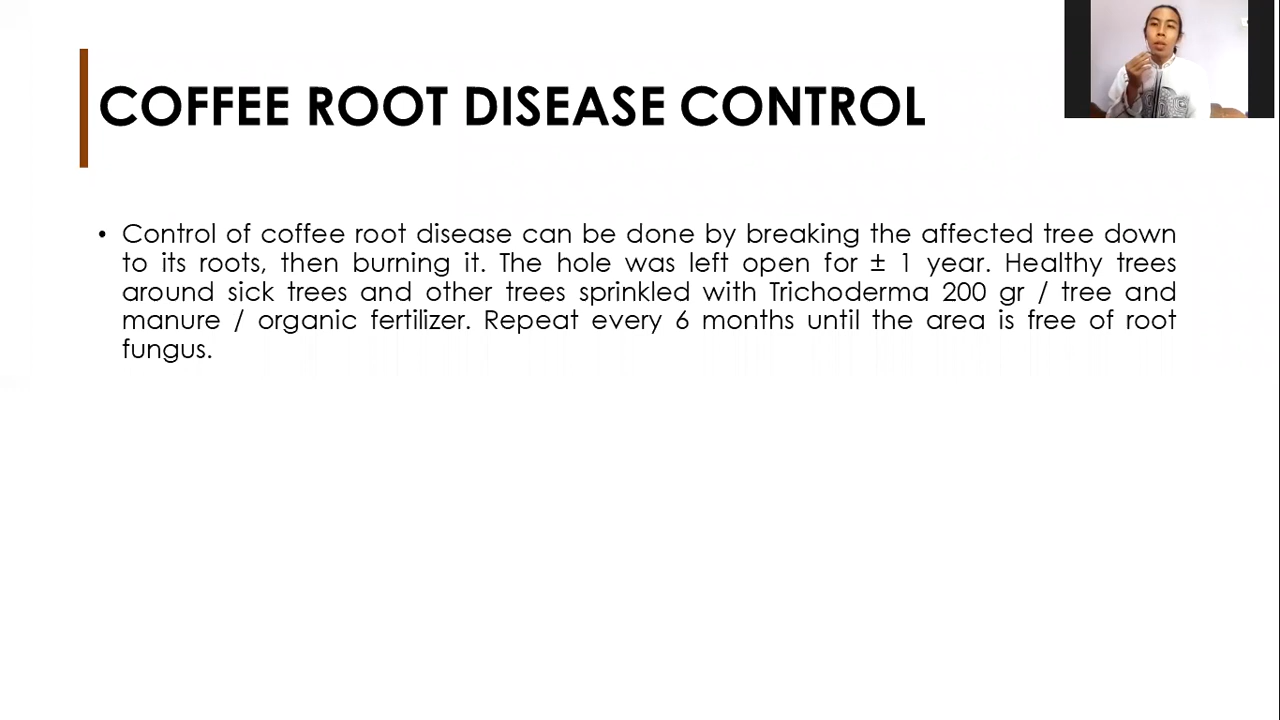 COFFEE ROOT DISEASE CONTROL
• Control of coffee root disease can be done by breaking the affected tree down
to its roots, then burning it. The hole was left open for ± 1 year. Healthy trees
around sick trees and other trees sprinkled with Trichoderma 200 gr / tree and
manure / organic fertilizer. Repeat every 6 months until the area is free of root
fungus.